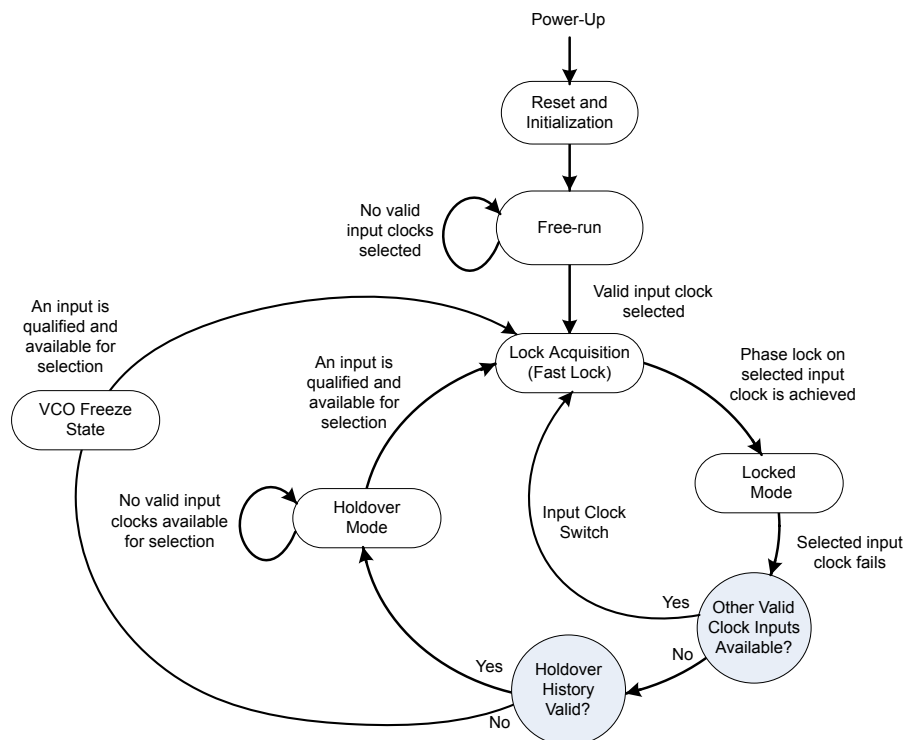 Power-Up
Reset and
Initialization
No valid
input clocks
selected
Free-run
Valid input clock
selected
An input is
qualified and
available for
selection
An input is
qualified and
available for
selection
Lock Acquisition
(Fast Lock)
Phase lock on
selected input
clock is achieved
VCO Freeze
State
Locked
Mode
No valid input
clocks available
for selection
Holdover
Mode
Input Clock
Switch
Selected input
clock fails
Yes
Other Valid
Clock Inputs
Available?
No
Yes
Holdover
History
Valid?
No